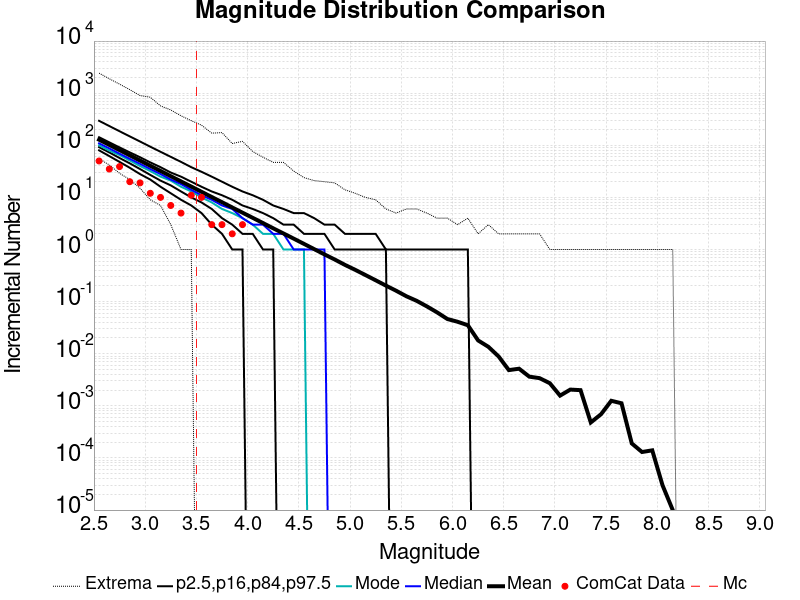 Magnitude Distribution Comparison
10^4
10^3
10^2
10^1
10^0
10^-1
10^-2
10^-3
10^-4
10^-5
Incremental Number
2.5 3.0 3.5 4.0 4.5 5.0 5.5 6.0 6.5 7.0 7.5 8.0 8.5 9.0
Magnitude
Extrema p2.5,p16,p84,p97.5 Mode Median Mean ComCat Data Mc